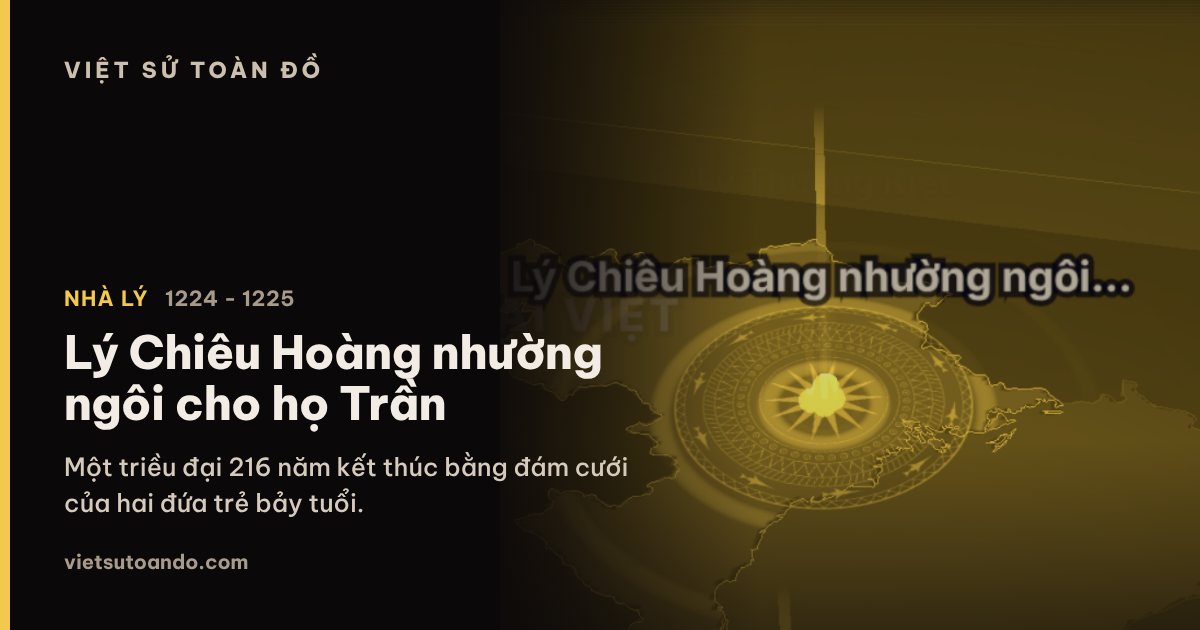 VIỆT SỬ TOÀN ĐỒ
Lý Chiêu Hoàng nhường ngôi...
VIỆT
NHÀ LÝ 1224 - 1225
Lý Chiêu Hoàng nhường
ngôi cho họ Trần
Một triều đại 216 năm kết thúc bằng đám cưới
của hai đứa trẻ bảy tuổi.
vietsutoando.com